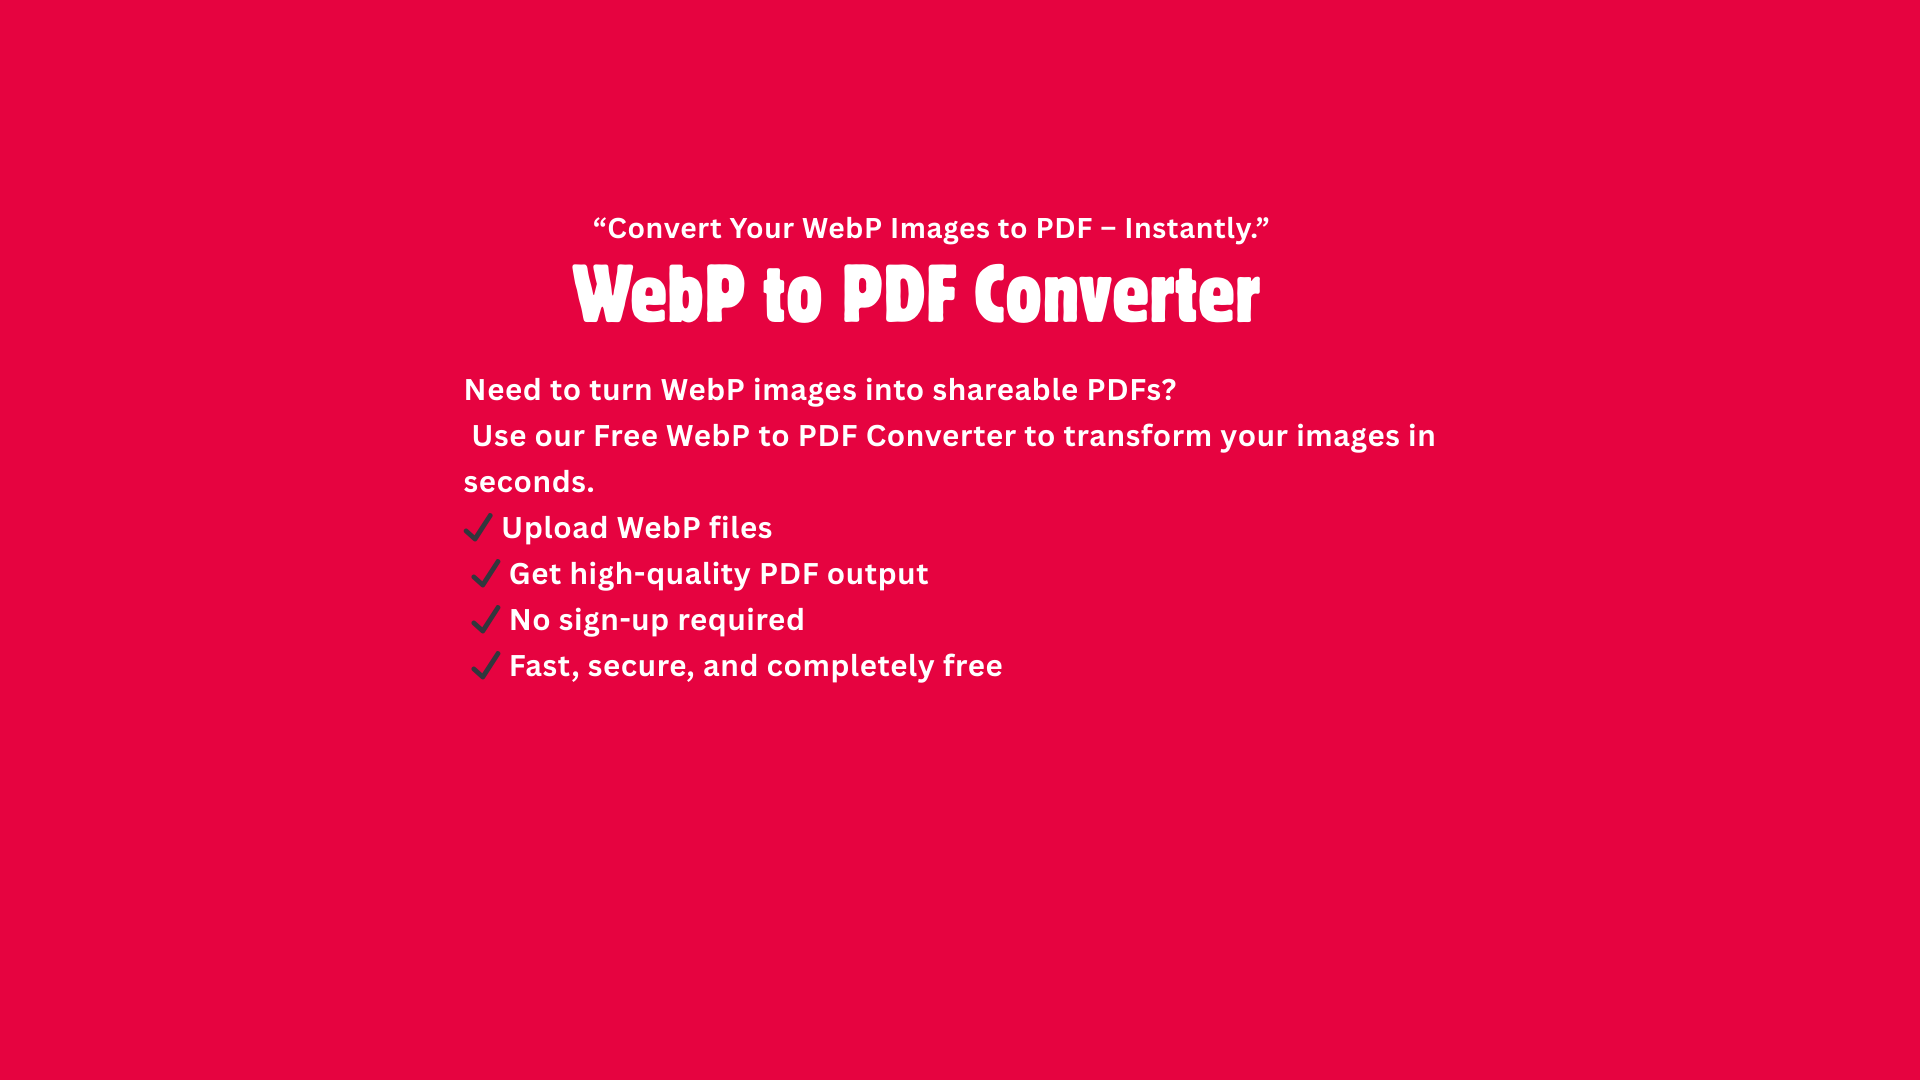 “Convert Your WebP Images to PDF – Instantly.”
WebP to PDF Converter
Need to turn WebP images into shareable PDFs?
Use our Free WebP to PDF Converter to transform your images in
seconds.
✔ Upload WebP files
✔ Get high-quality PDF output
✔ No sign-up required
✔ Fast, secure, and completely free